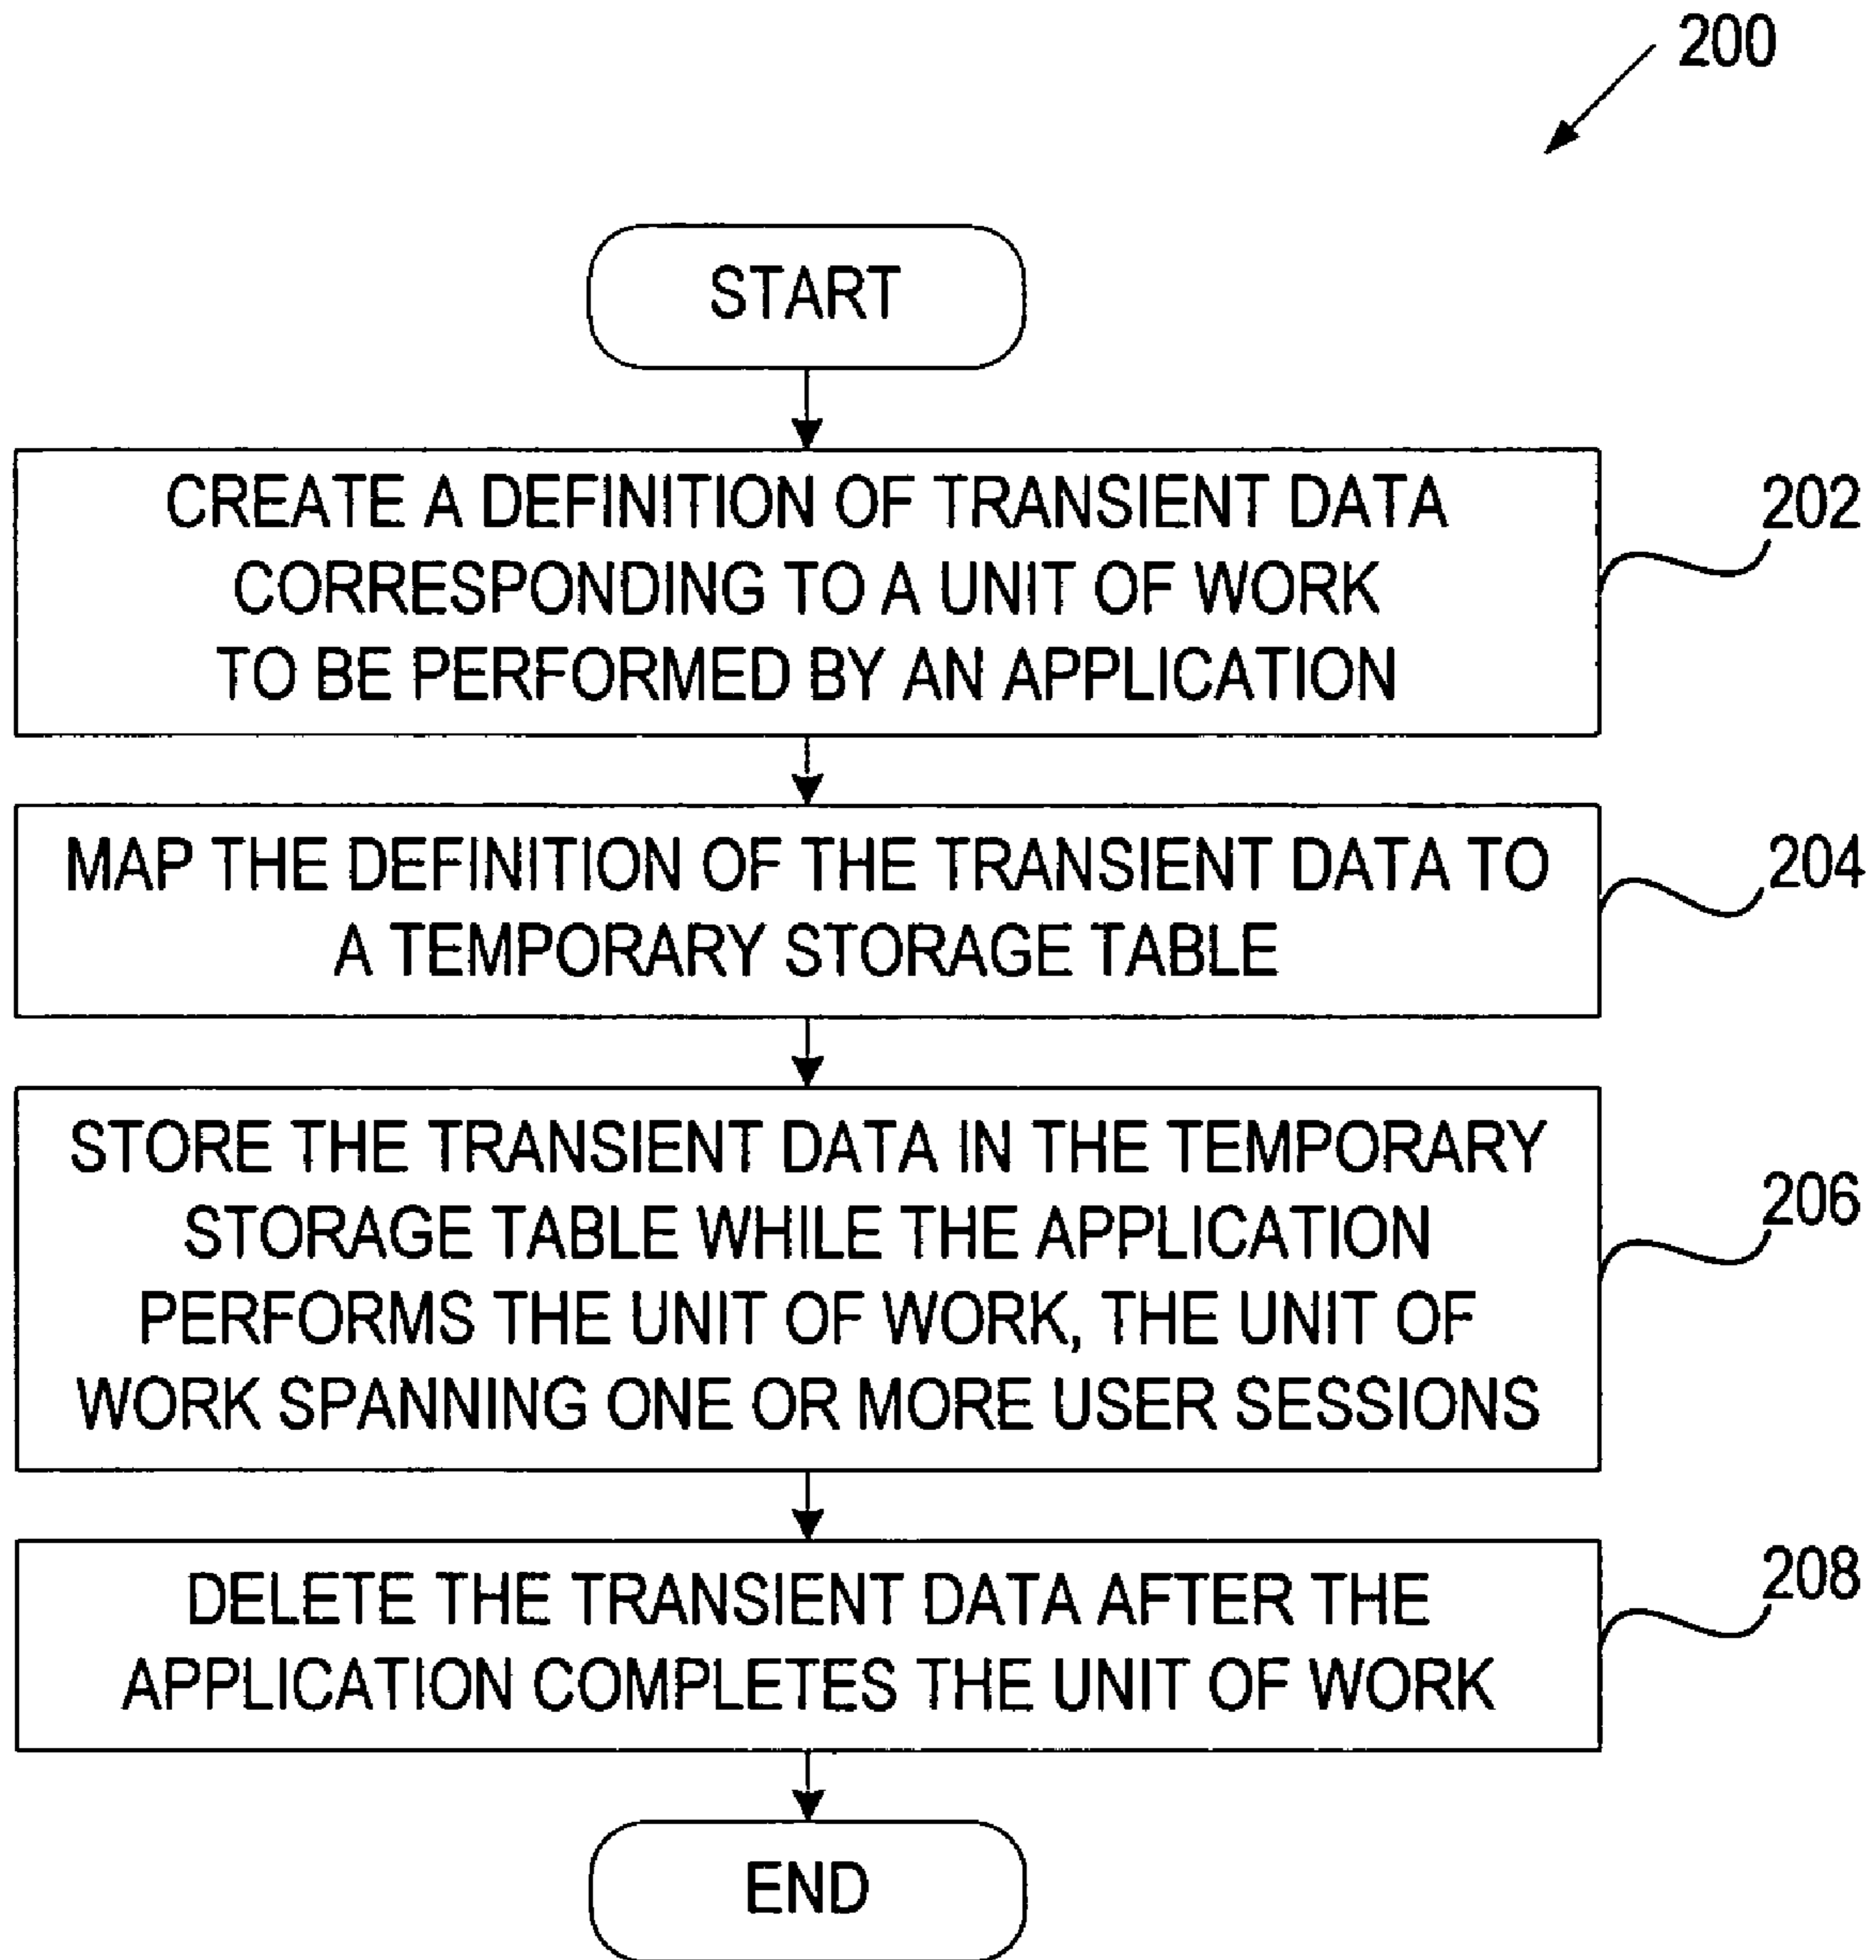 200
START
CREATE A DEFINITION OF TRANSIENT DATA
CORRESPONDING TO A UNIT OF WORK
TO BE PERFORMED BY AN APPLICATION
202
MAP THE DEFINITION OF THE TRANSIENT DATA TO
A TEMPORARY STORAGE TABLE
204
STORE THE TRANSIENT DATA IN THE TEMPORARY
STORAGE TABLE WHILE THE APPLICATION
PERFORMS THE UNIT OF WORK, THE UNIT OF
WORK SPANNING ONE OR MORE USER SESSIONS
206
DELETE THE TRANSIENT DATA AFTER THE
APPLICATION COMPLETES THE UNIT OF WORK
208
END